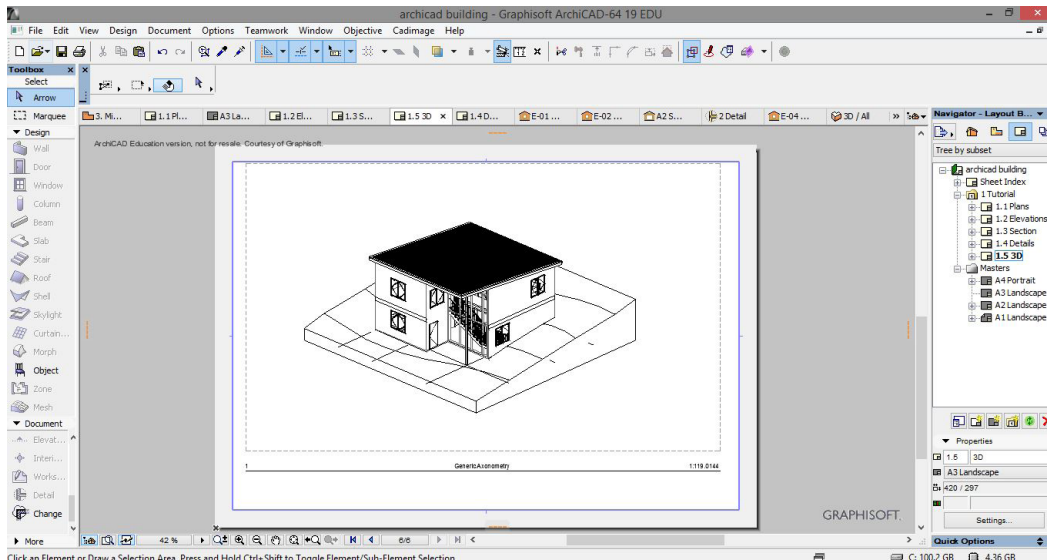 archicad building - Graphisoft ArchiCAD-64 19 EDU
File Edit View Design Document Options Teamwork Window Objective Cadimage Help
Toolbox
Select
Arrow
Marquee
Design
Wall
Door
Window
Column
Beam
Slab
Stair
Roof
Shell
Skylight
Curtain...
Morph
Object
Zone
Mesh
Document
Elevat...
Interi...
Works...
Detail
Change
More
3. Mi... 1.1 Pl... A3 La... 1.2 El... 1.3 S... 1.5 3D 1.4 D... E-01 ... E-02 ... A2 S... 2 Detail E-04 ... 3D / All
ArchiCAD Education version, not for resale. Courtesy of Graphisoft.
1 GenericAxonometry 1:119.0144
GRAPHISOFT.
42 % 6/6
Navigator - Layout B...
Tree by subset
archicad building
Sheet Index
1 Tutorial
1.1 Plans
1.2 Elevations
1.3 Section
1.4 Details
1.5 3D
Masters
A4 Portrait
A3 Landscape
A2 Landscape
A1 Landscape
Properties
1.5 3D
A3 Landscape
420 / 297
Settings...
Quick Options
Click an Element or Draw a Selection Area. Press and Hold Ctrl+Shift to Toggle Element/Sub-Element Selection.
C: 100.2 GB 4.36 GB